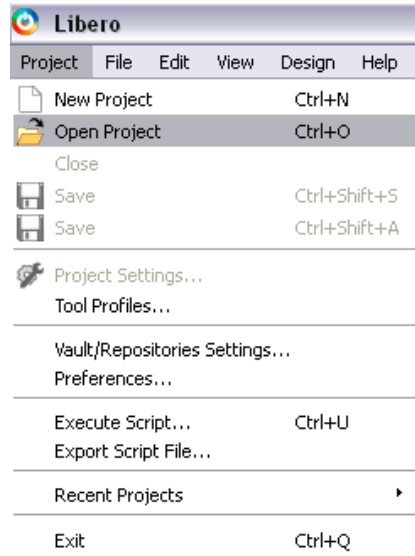 Libero
Project File Edit View Design Help
New Project Ctrl+N
Open Project Ctrl+O
Close
Save Ctrl+Shift+S
Save Ctrl+Shift+A
Project Settings...
Tool Profiles...
Vault/Repositories Settings...
Preferences...
Execute Script... Ctrl+U
Export Script File...
Recent Projects
Exit Ctrl+Q